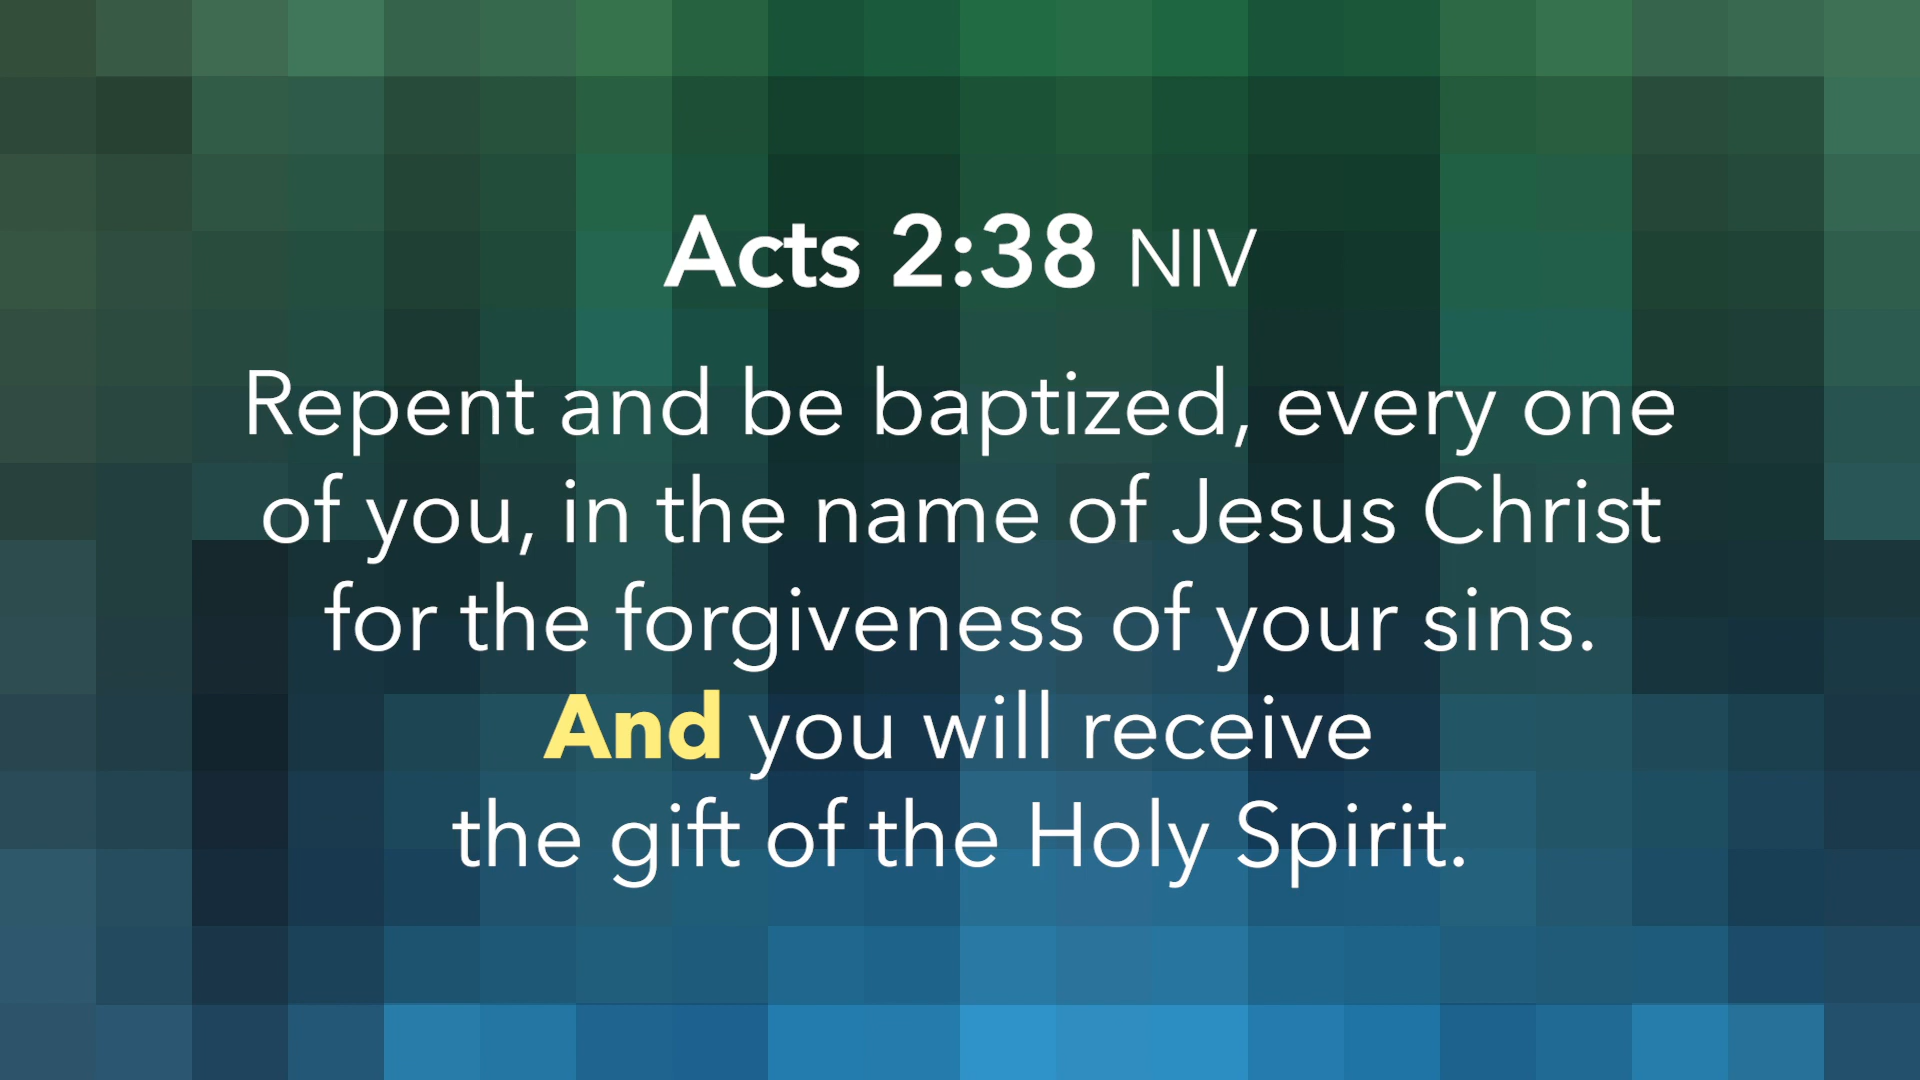 Acts 2:38 NIV
Repent and be baptized, every one
of you, in the name of Jesus Christ
for the forgiveness of your sins.
And you will receive
the gift of the Holy Spirit.